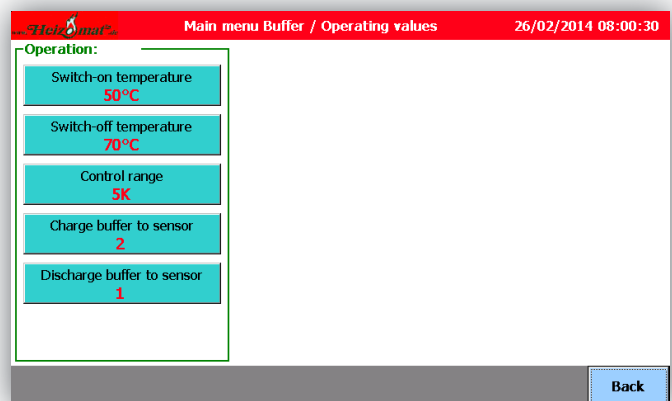 Heizomat
Main menu Buffer / Operating values
26/02/2014 08:00:30
Operation:
Switch-on temperature
50°C
Switch-off temperature
70°C
Control range
5K
Charge buffer to sensor
2
Discharge buffer to sensor
1
Back